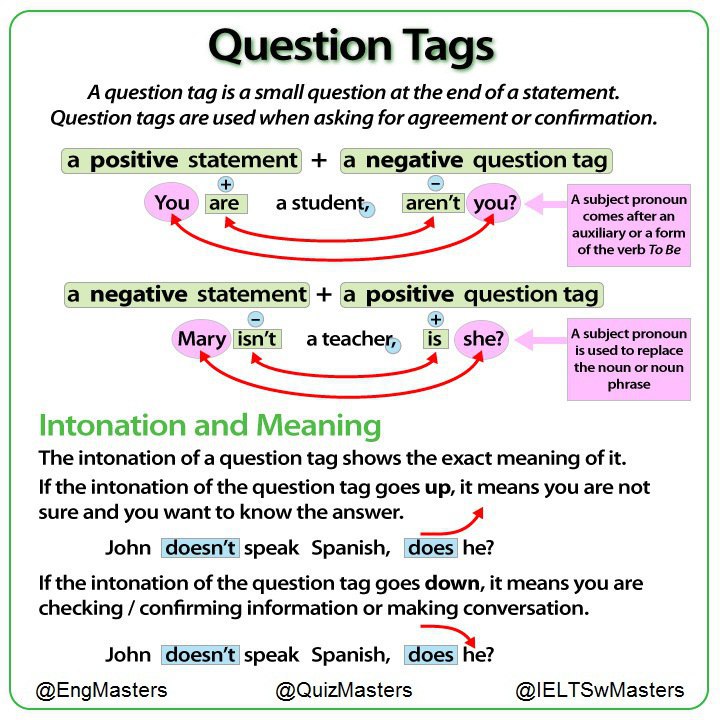 Question Tags
A question tag is a small question at the end of a statement.
Question tags are used when asking for agreement or confirmation.
a positive statement + a negative question tag
+ −
You are a student, aren't you?
A subject pronoun
comes after an
auxiliary or a form
of the verb To Be
a negative statement + a positive question tag
− +
Mary isn't a teacher, is she?
A subject pronoun
is used to replace
the noun or noun
phrase
Intonation and Meaning
The intonation of a question tag shows the exact meaning of it.
If the intonation of the question tag goes up, it means you are not
sure and you want to know the answer.
John doesn't speak Spanish, does he?
If the intonation of the question tag goes down, it means you are
checking / confirming information or making conversation.
John doesn't speak Spanish, does he?
@EngMasters @QuizMasters @IELTSwMasters